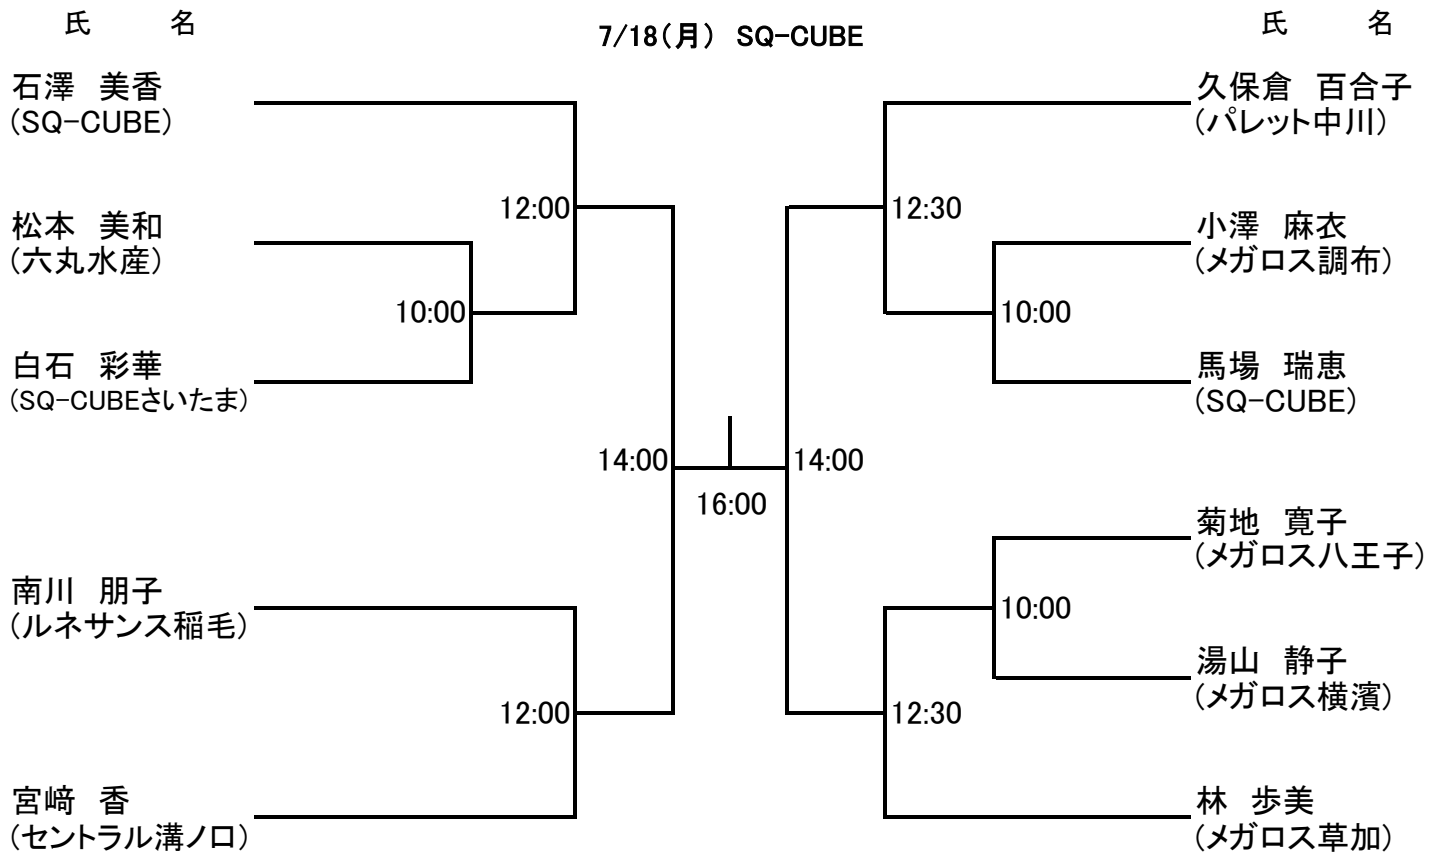 氏　名
7/18（月）　SQ-CUBE
氏　名
石澤　美香
(SQ-CUBE)
12:00
松本　美和
(六丸水産)
10:00
白石　彩華
(SQ-CUBEさいたま)
14:00
南川　朋子
(ルネサンス稲毛)
12:00
宮﨑　香
(セントラル溝ノ口)
16:00
久保倉　百合子
(パレット中川)
12:30
小澤　麻衣
(メガロス調布)
10:00
馬場　瑞恵
(SQ-CUBE)
14:00
菊地　寛子
(メガロス八王子)
10:00
湯山　静子
(メガロス横濱)
12:30
林　歩美
(メガロス草加)